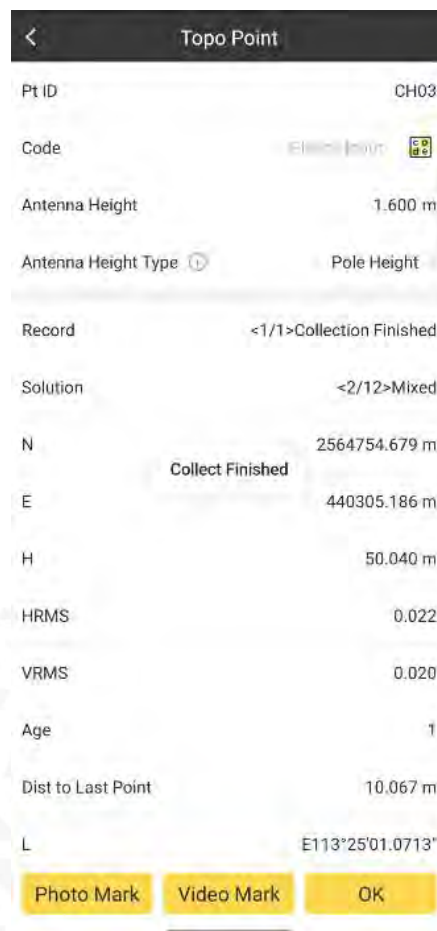 Topo Point
Pt ID CH03
Code
Antenna Height 1.600 m
Antenna Height Type Pole Height
Record <1/1>Collection Finished
Solution <2/12>Mixed
N 2564754.679 m
Collect Finished
E 440305.186 m
H 50.040 m
HRMS 0.022
VRMS 0.020
Age 1
Dist to Last Point 10.067 m
L E113°25'01.0713"
Photo Mark Video Mark OK